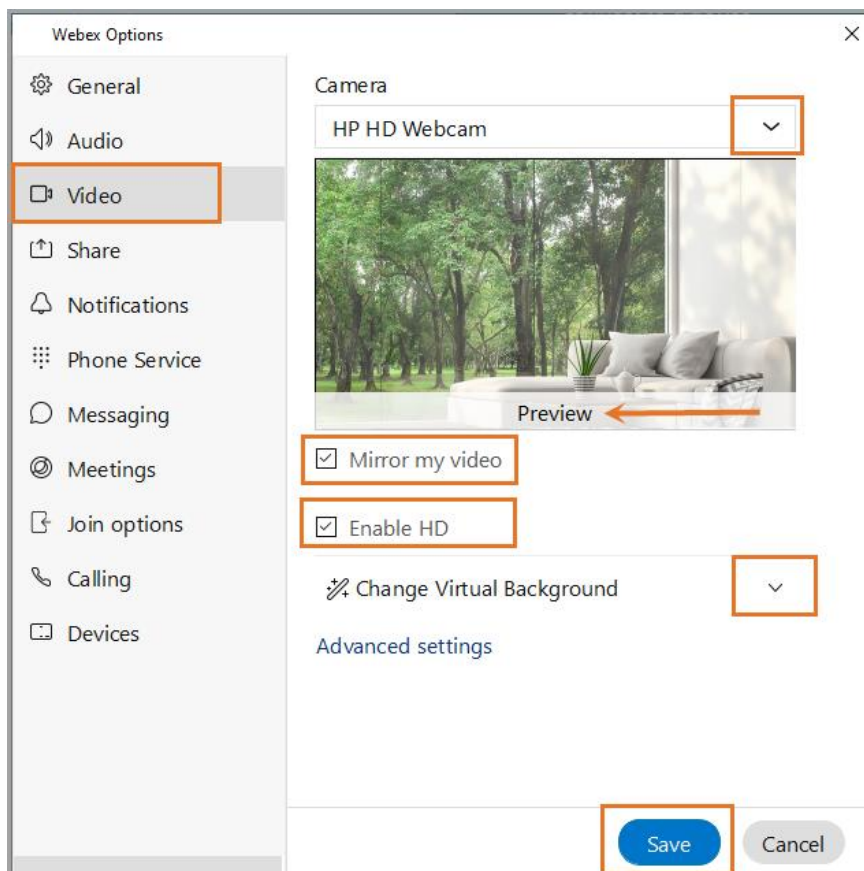 Webex Options
General
Audio
Video
Share
Notifications
Phone Service
Messaging
Meetings
Join options
Calling
Devices
Camera
HP HD Webcam
Preview
Mirror my video
Enable HD
Change Virtual Background
Advanced settings
Save
Cancel